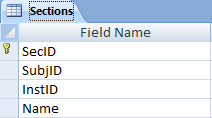 Sections
Field Name
SecID
SubjID
InstID
Name